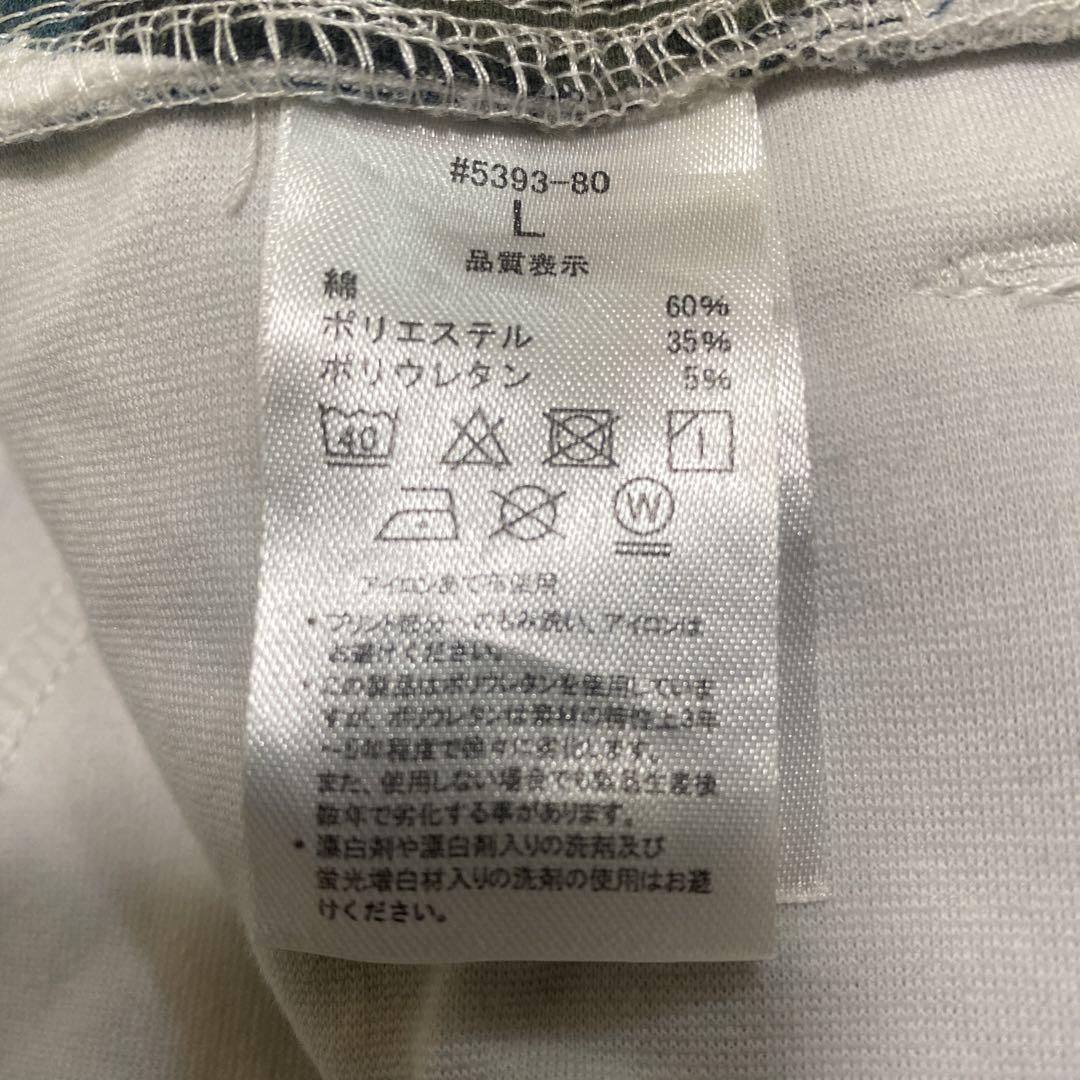 #5393-80
L
品質表示
綿 60%
ポリエステル 35%
ポリウレタン 5%
40
W
アイロンあて布使用
・プリント部分へのもみ洗い、アイロンは
お避けください。
・この製品はポリウレタンを使用していま
すが、ポリウレタンは素材の特性上3年
～5年程度で徐々に劣化します。
また、使用しない場合でも製品生産後
数年で劣化する事があります。
・漂白剤や漂白剤入りの洗剤及び
蛍光増白材入りの洗剤の使用はお避
けください。